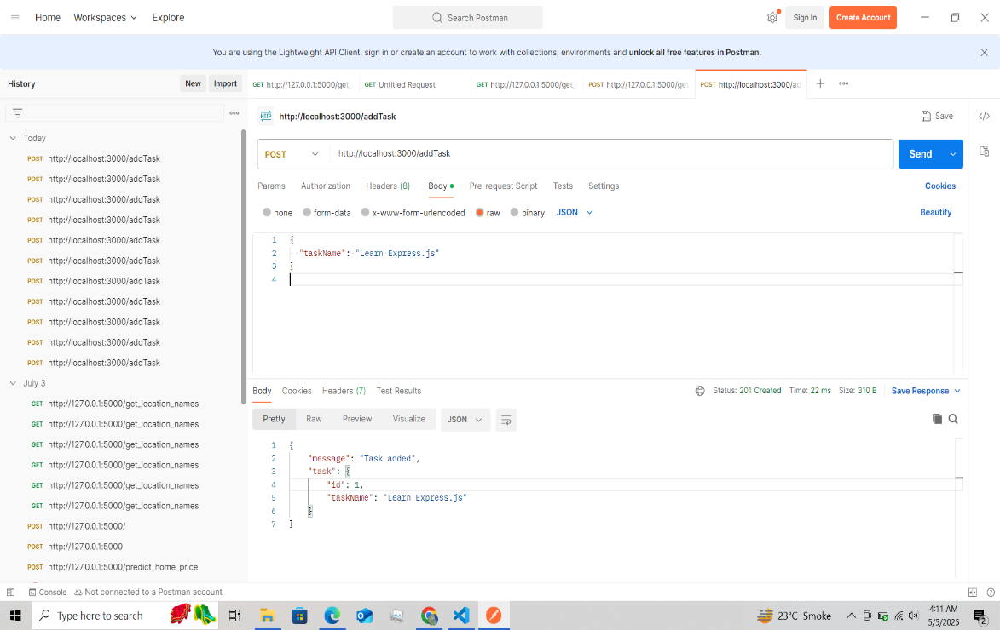 Home Workspaces Explore Search Postman Sign In Create Account
You are using the Lightweight API Client, sign in or create an account to work with collections, environments and unlock all free features in Postman.
History New Import
GET http://127.0.0.1:5000/get_ GET Untitled Request GET http://127.0.0.1:5000/get_ POST http://127.0.0.1:5000/get POST http://localhost:3000/ad
HTTP http://localhost:3000/addTask Save
Today
POST http://localhost:3000/addTask
POST http://localhost:3000/addTask
POST http://localhost:3000/addTask
POST http://localhost:3000/addTask
POST http://localhost:3000/addTask
POST http://localhost:3000/addTask
POST http://localhost:3000/addTask
POST http://localhost:3000/addTask
POST http://localhost:3000/addTask
POST http://localhost:3000/addTask
POST http://localhost:3000/addTask
July 3
GET http://127.0.0.1:5000/get_location_names
GET http://127.0.0.1:5000/get_location_names
GET http://127.0.0.1:5000/get_location_names
GET http://127.0.0.1:5000/get_location_names
GET http://127.0.0.1:5000/get_location_names
GET http://127.0.0.1:5000/get_location_names
POST http://127.0.0.1:5000/
POST http://127.0.0.1:5000
POST http://127.0.0.1:5000/predict_home_price
POST http://localhost:3000/addTask Send
Params Authorization Headers (8) Body Pre-request Script Tests Settings Cookies
none form-data x-www-form-urlencoded raw binary JSON Beautify
1 {
2 "taskName": "Learn Express.js"
3 }
4
Body Cookies Headers (7) Test Results Status: 201 Created Time: 22 ms Size: 310 B Save Response
Pretty Raw Preview Visualize JSON
1 {
2 "message": "Task added",
3 "task": {
4 "id": 1,
5 "taskName": "Learn Express.js"
6 }
7 }
Console Not connected to a Postman account
Type here to search 23°C Smoke 4:11 AM
5/5/2025 2